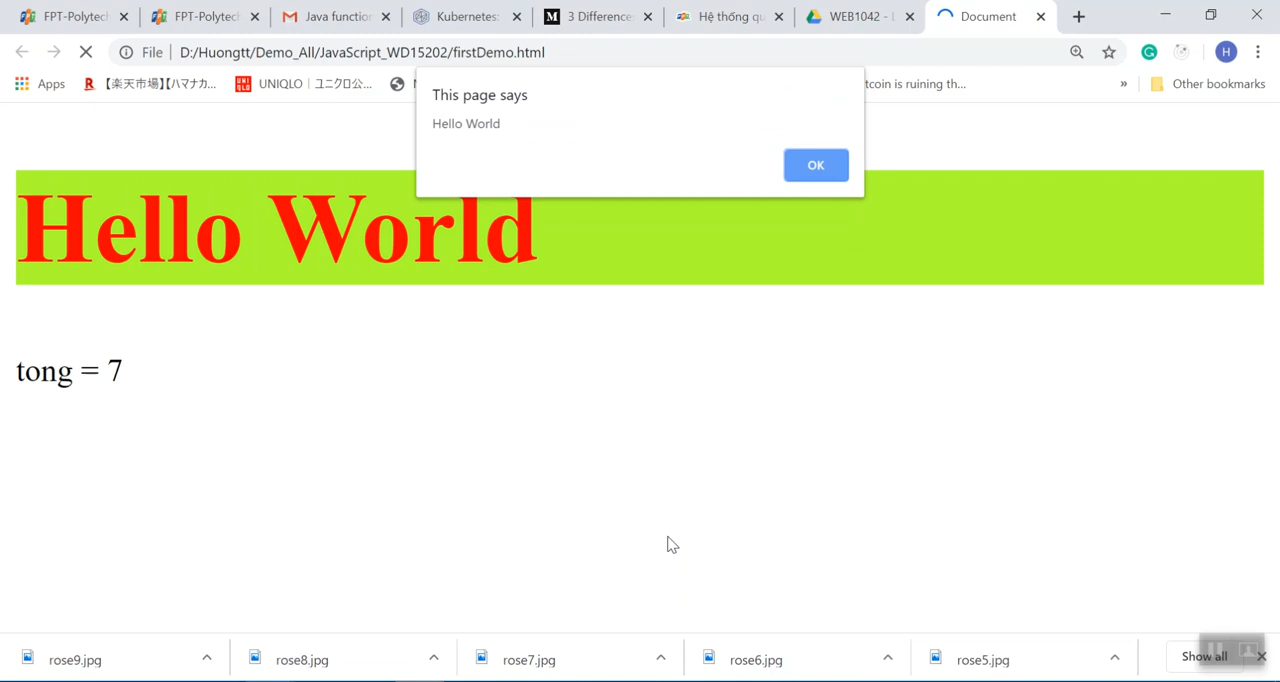 FPT-Polytech
FPT-Polytech
Java function
Kubernetes:
M
3 Differences
Hệ thống qu
WEB1042 - L
Document
File
D:/Huongtt/Demo_All/JavaScript_WD15202/firstDemo.html
H
Apps
R
【楽天市場】【ハマナカ...
UNIQLO | ユニクロ公...
tcoin is ruining th...
»
Other bookmarks
This page says
Hello World
OK
Hello World
tong = 7
rose9.jpg
rose8.jpg
rose7.jpg
rose6.jpg
rose5.jpg
Show all